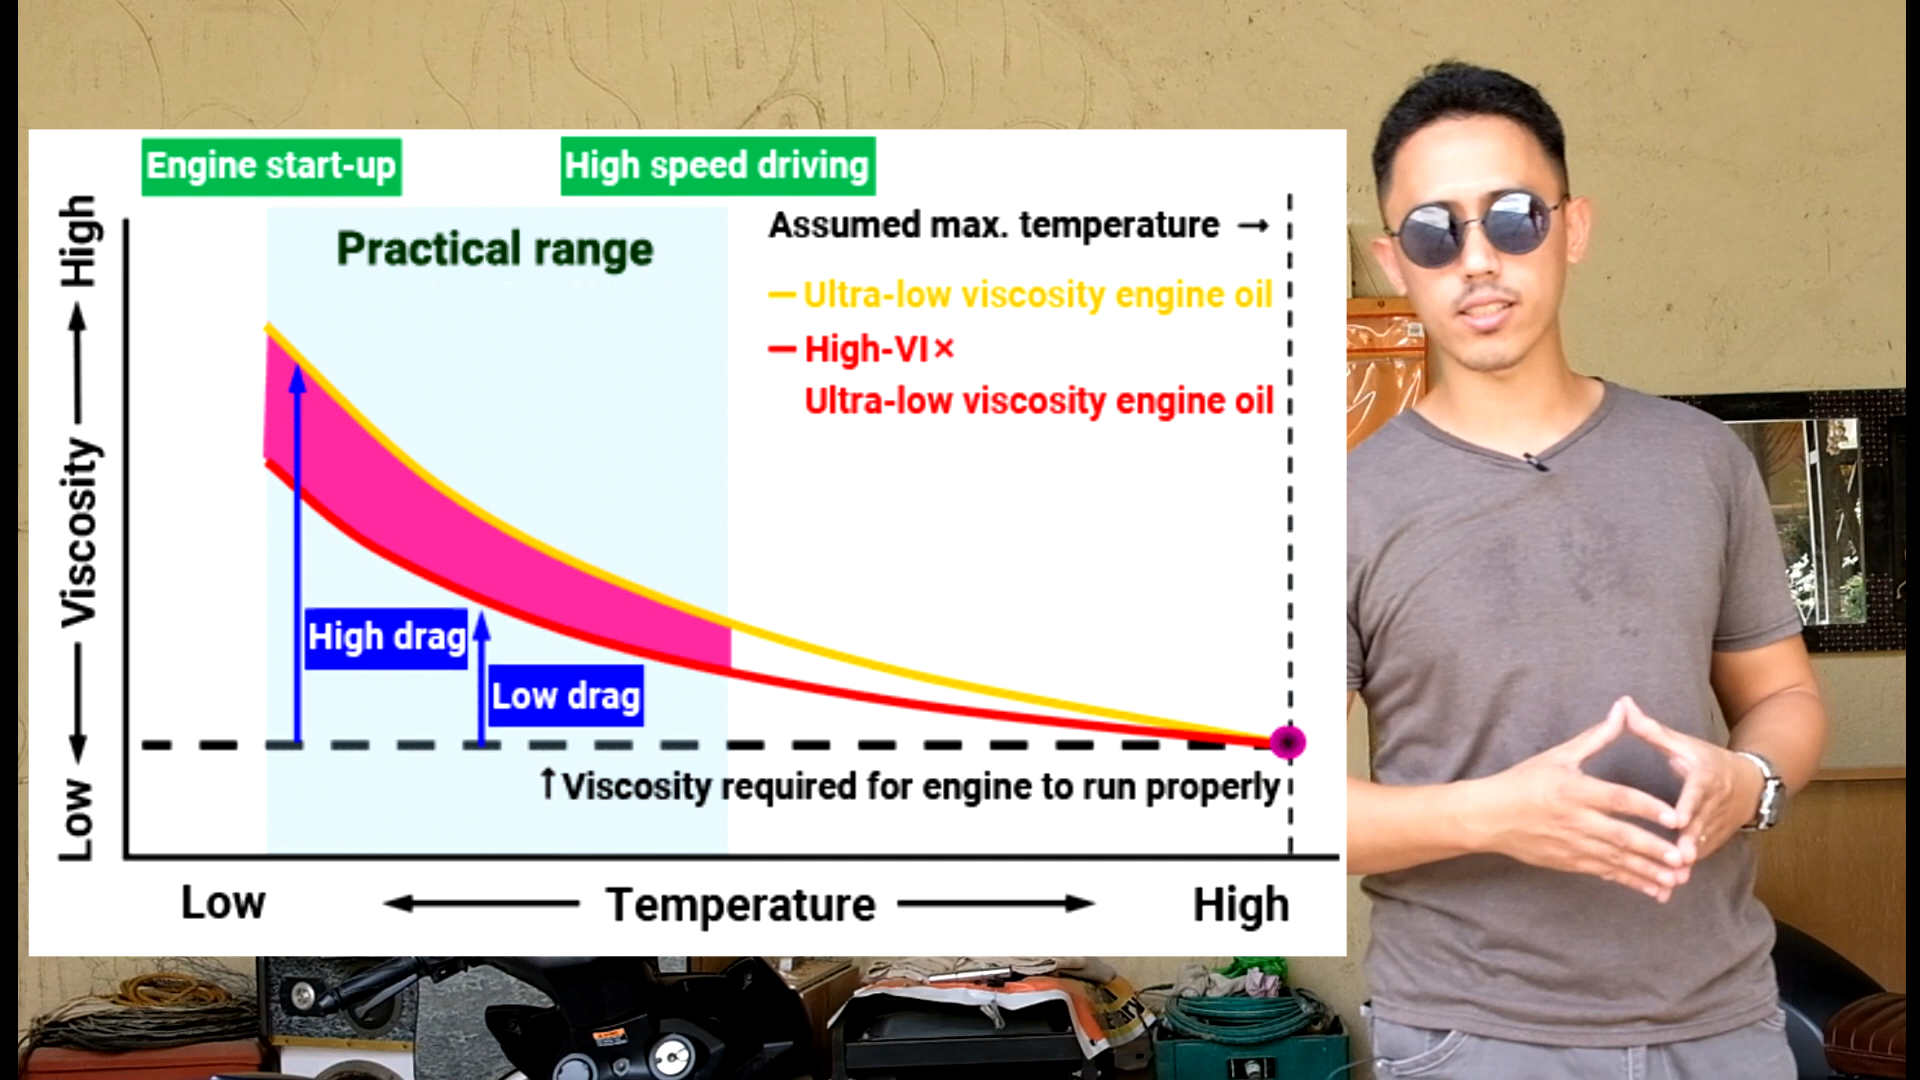 Engine start-up
High speed driving
Practical range
Assumed max. temperature →
Ultra-low viscosity engine oil
High-VI×
Ultra-low viscosity engine oil
High drag
Low drag
↑Viscosity required for engine to run properly
Low ← Viscosity → High
Low ← Temperature → High